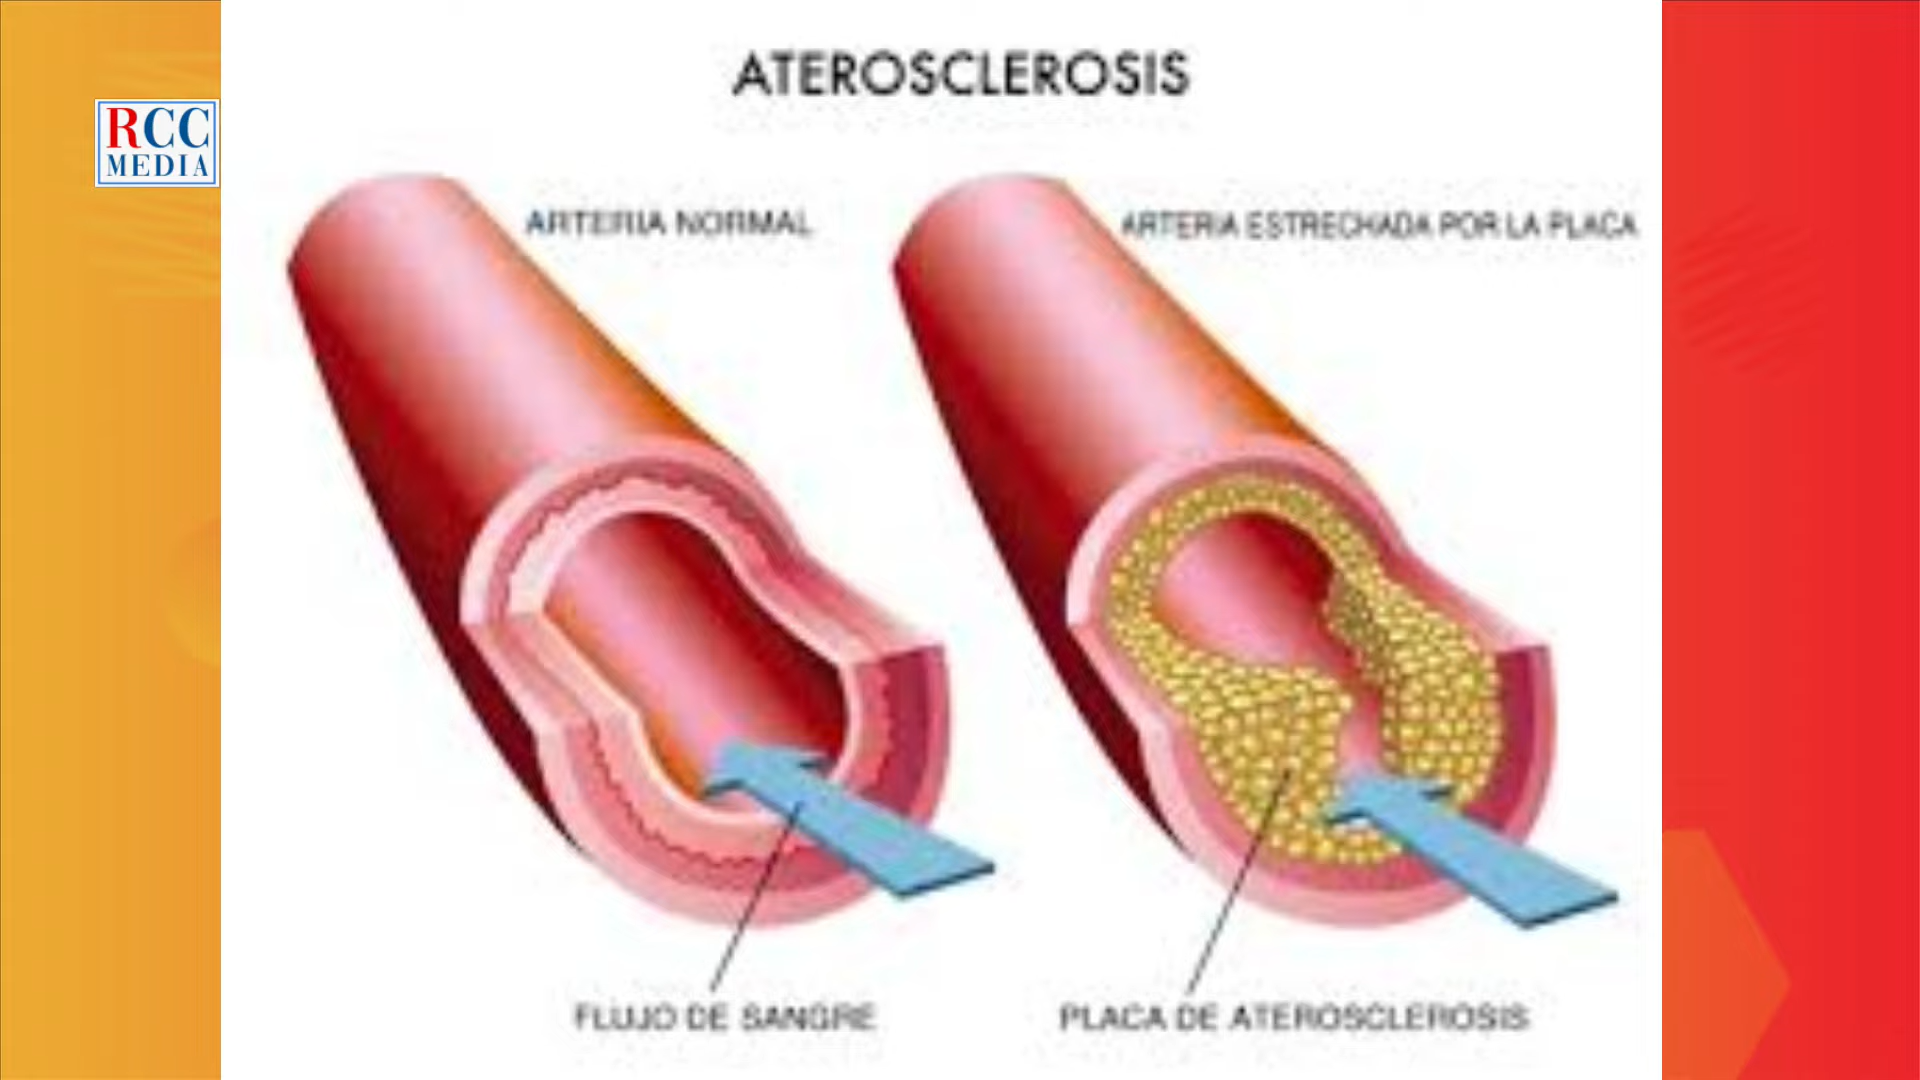 ATEROSCLEROSIS
RCC
MEDIA
ARTERIA NORMAL
ARTERIA ESTRECHADA POR LA PLACA
FLUJO DE SANGRE
PLACA DE ATEROSCLEROSIS